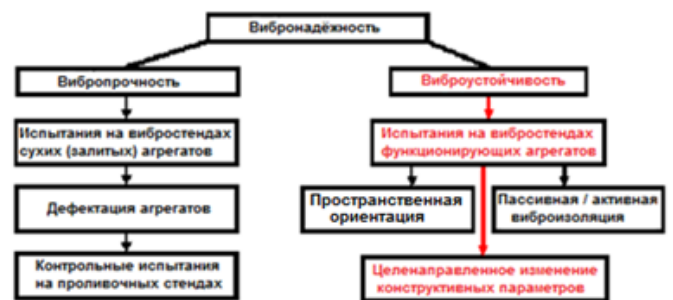 Вибронадёжность
Вибропрочность
Виброустойчивость
Испытания на вибростендах
сухих (залитых) агрегатов
Испытания на вибростендах
функционирующих агрегатов
Дефектация агрегатов
Пространственная
ориентация
Пассивная / активная
виброизоляция
Контрольные испытания
на проливочных стендах
Целенаправленное изменение
конструктивных параметров